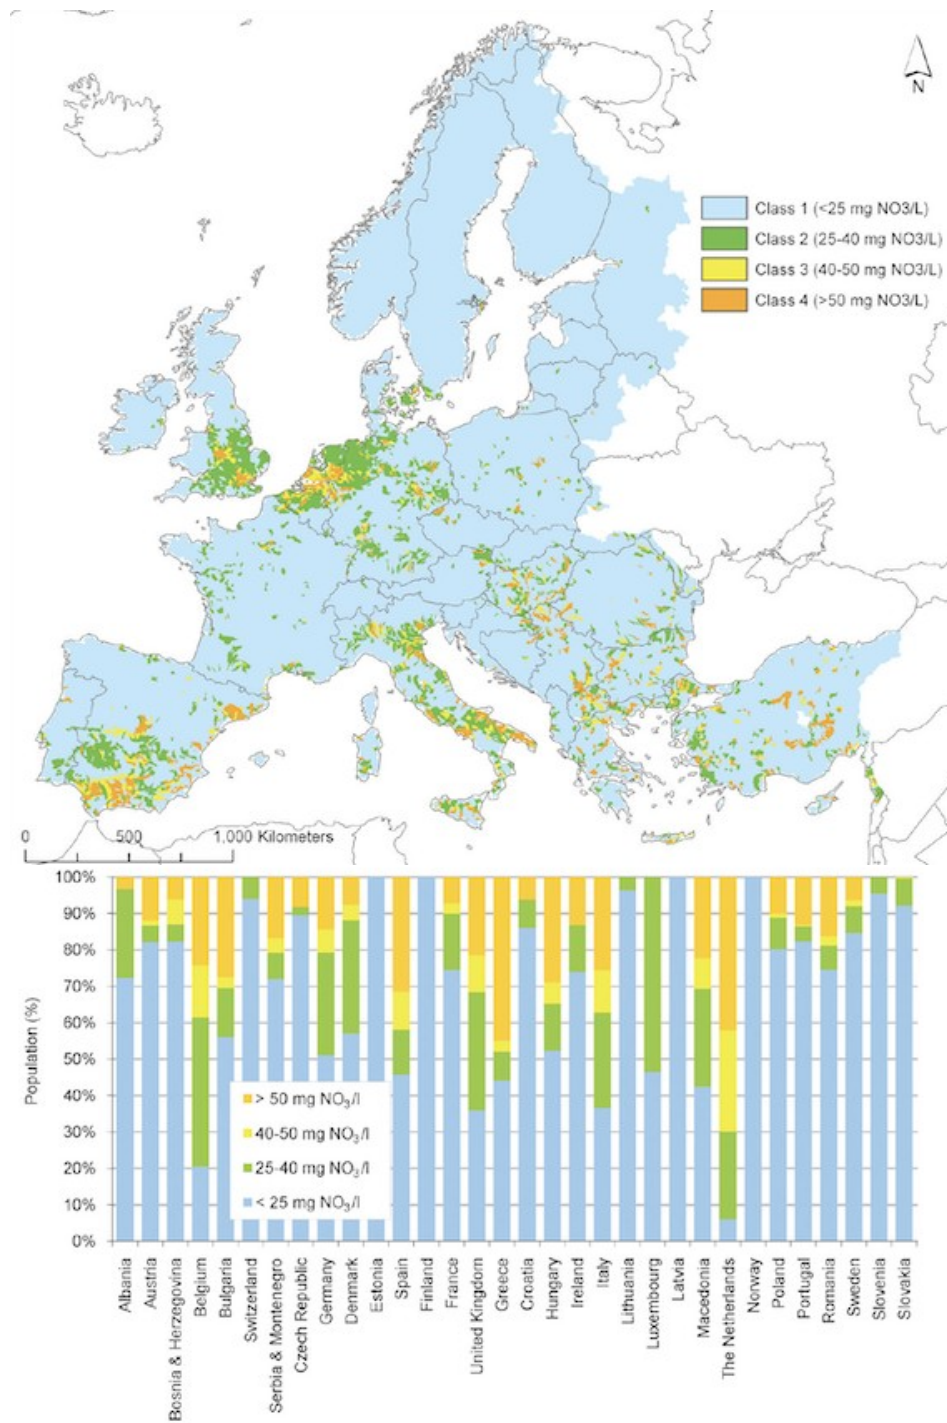 N
Class 1 (<25 mg NO3/L)
Class 2 (25-40 mg NO3/L)
Class 3 (40-50 mg NO3/L)
Class 4 (>50 mg NO3/L)
0 500 1,000 Kilometers
100%
90%
80%
70%
60%
50%
40%
30%
20%
10%
0%
Population (%)
> 50 mg NO₃/l
40-50 mg NO₃/l
25-40 mg NO₃/l
< 25 mg NO₃/l
Albania
Austria
Bosnia & Herzegovina
Belgium
Bulgaria
Switzerland
Serbia & Montenegro
Czech Republic
Germany
Denmark
Estonia
Spain
Finland
France
United Kingdom
Greece
Croatia
Hungary
Ireland
Italy
Lithuania
Luxembourg
Latvia
Macedonia
The Netherlands
Norway
Poland
Portugal
Romania
Sweden
Slovenia
Slovakia